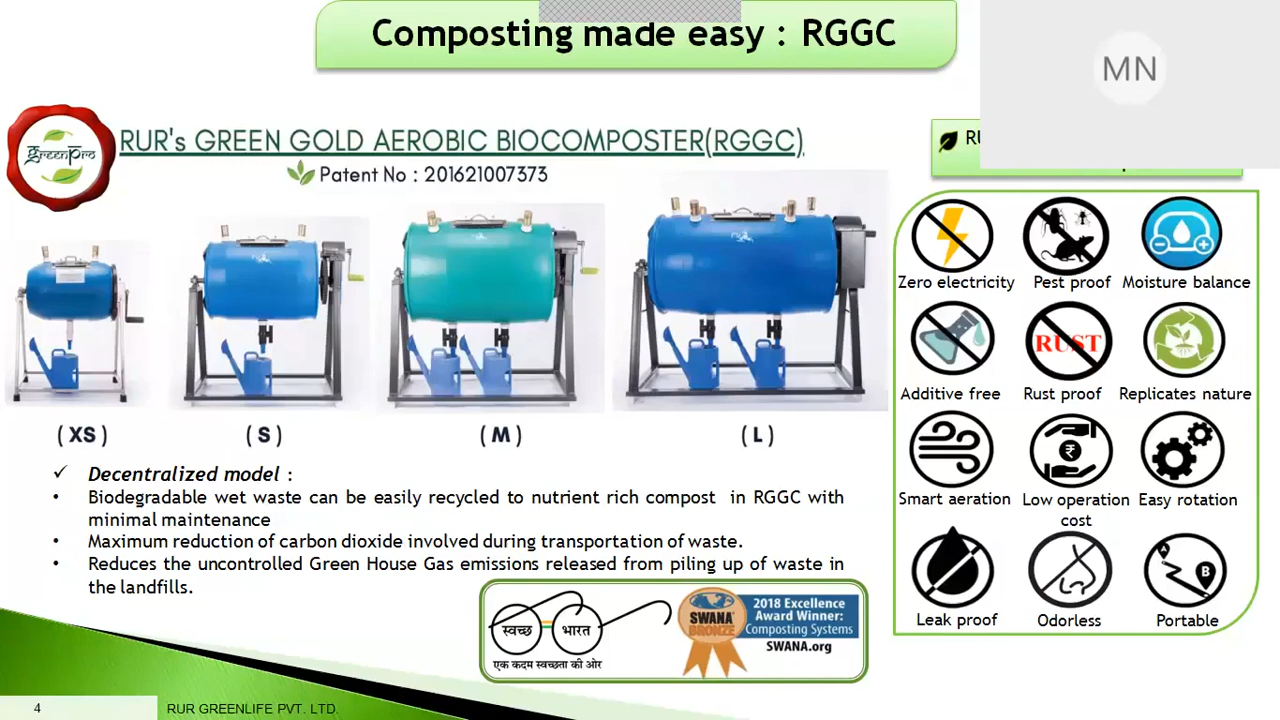 Composting made easy : RGGC
MN
greenPro
RUR's GREEN GOLD AEROBIC BIOCOMPOSTER(RGGC)
Patent No : 201621007373
Zero electricity
Pest proof
Moisture balance
RUST
Additive free
Rust proof
Replicates nature
₹
Smart aeration
Low operation
cost
Easy rotation
A
B
Leak proof
Odorless
Portable
( XS )
( S )
( M )
( L )
✓ Decentralized model :
• Biodegradable wet waste can be easily recycled to nutrient rich compost in RGGC with
minimal maintenance
• Maximum reduction of carbon dioxide involved during transportation of waste.
• Reduces the uncontrolled Green House Gas emissions released from piling up of waste in
the landfills.
स्वच्छ भारत
एक कदम स्वच्छता की ओर
SWANA
BRONZE
2018 Excellence
Award Winner:
Composting Systems
SWANA.org
4
RUR GREENLIFE PVT. LTD.